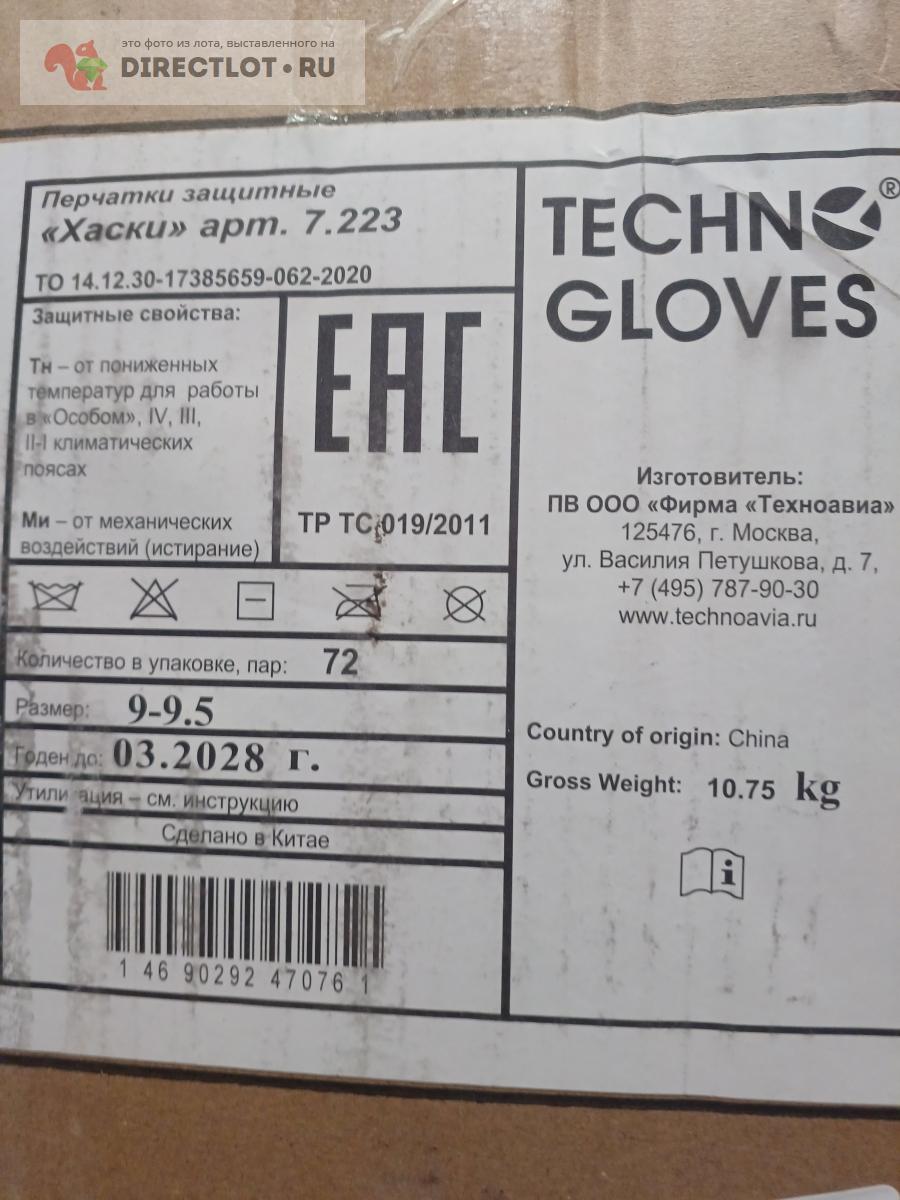 это фото из лота, выставленного на
DIRECTLOT.RU
Перчатки защитные
«Хаски» арт. 7.223
ТО 14.12.30-17385659-062-2020
Защитные свойства:
Тн – от пониженных
температур для работы
в «Особом», IV, III,
II-I климатических
поясах
Ми – от механических
воздействий (истирание)
EAC
ТР ТС 019/2011
Количество в упаковке, пар: 72
Размер: 9-9.5
Годен до: 03.2028 г.
Утилизация – см. инструкцию
Сделано в Китае
1 46 90292 47076 1
TECHNO®
GLOVES
Изготовитель:
ПВ ООО «Фирма «Техноавиа»
125476, г. Москва,
ул. Василия Петушкова, д. 7,
+7 (495) 787-90-30
www.technoavia.ru
Country of origin: China
Gross Weight: 10.75 kg
i